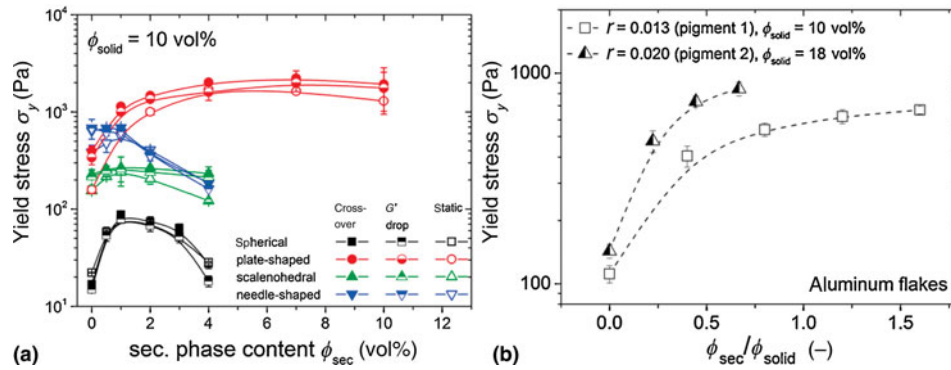 ϕsolid = 10 vol%
Yield stress σy (Pa)
10⁴
10³
10²
10¹
Cross-over
G' drop
Static
Spherical
plate-shaped
scalenohedral
needle-shaped
0 2 4 6 8 10
sec. phase content ϕsec (vol%)
(a)
r = 0.013 (pigment 1), ϕsolid = 10 vol%
r = 0.020 (pigment 2), ϕsolid = 18 vol%
Yield stress σy (Pa)
1000
100
Aluminum flakes
0.0 0.5 1.0 1.5
ϕsec/ϕsolid (–)
(b)